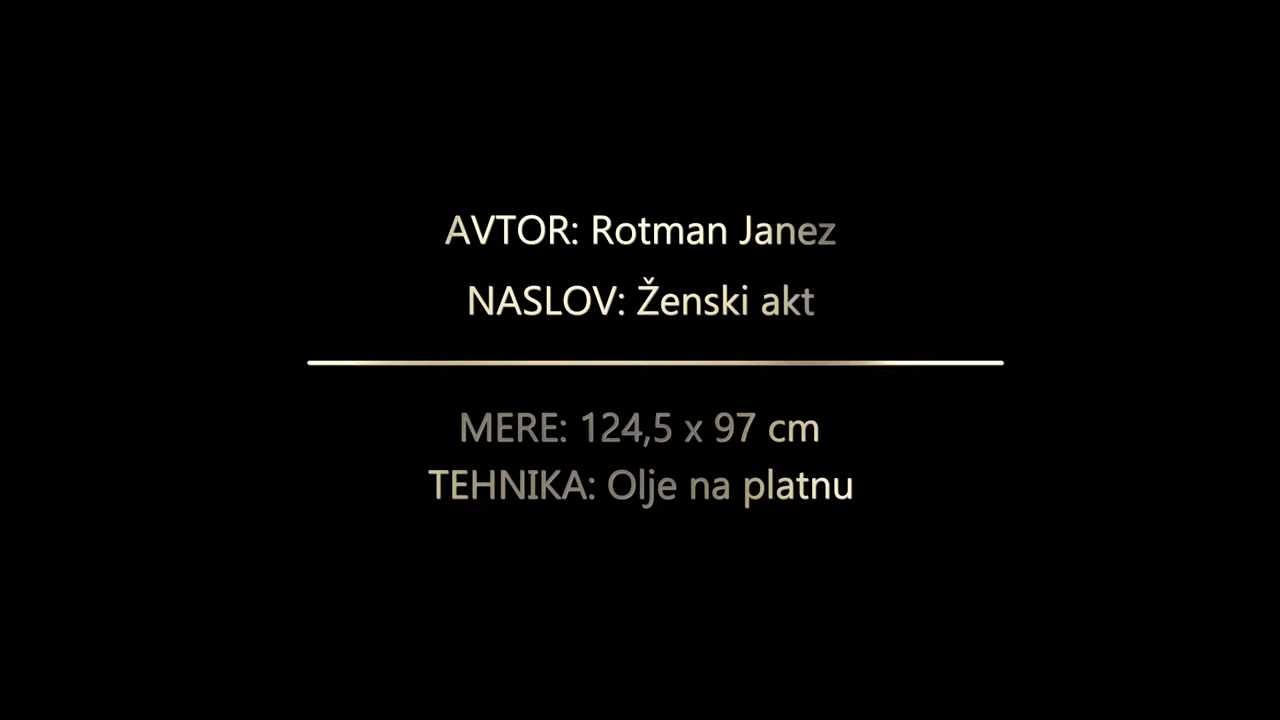 AVTOR: Rotman Janez
NASLOV: Ženski akt
MERE: 124,5 x 97 cm
TEHNIKA: Olje na platnu